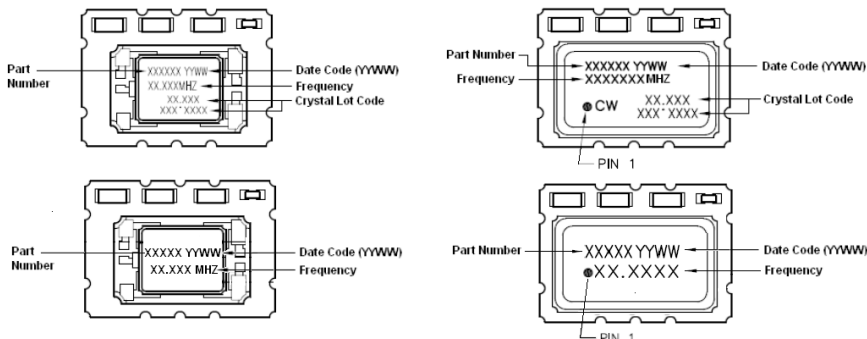 Part Number
XXXXXX YYWW
Date Code (YYWW)
XX.XXXMHZ
Frequency
XX.XXX
Crystal Lot Code
XXX-XXXX
Part Number
XXXXXX YYWW
Date Code (YYWW)
Frequency
XXXXXXXMHZ
CW
XX.XXX
Crystal Lot Code
XXX-XXXX
PIN 1
Part Number
XXXXX YYWW
Date Code (YYWW)
XX.XXX MHZ
Frequency
Part Number
XXXXX YYWW
Date Code (YYWW)
XX.XXXX
Frequency
PIN 1